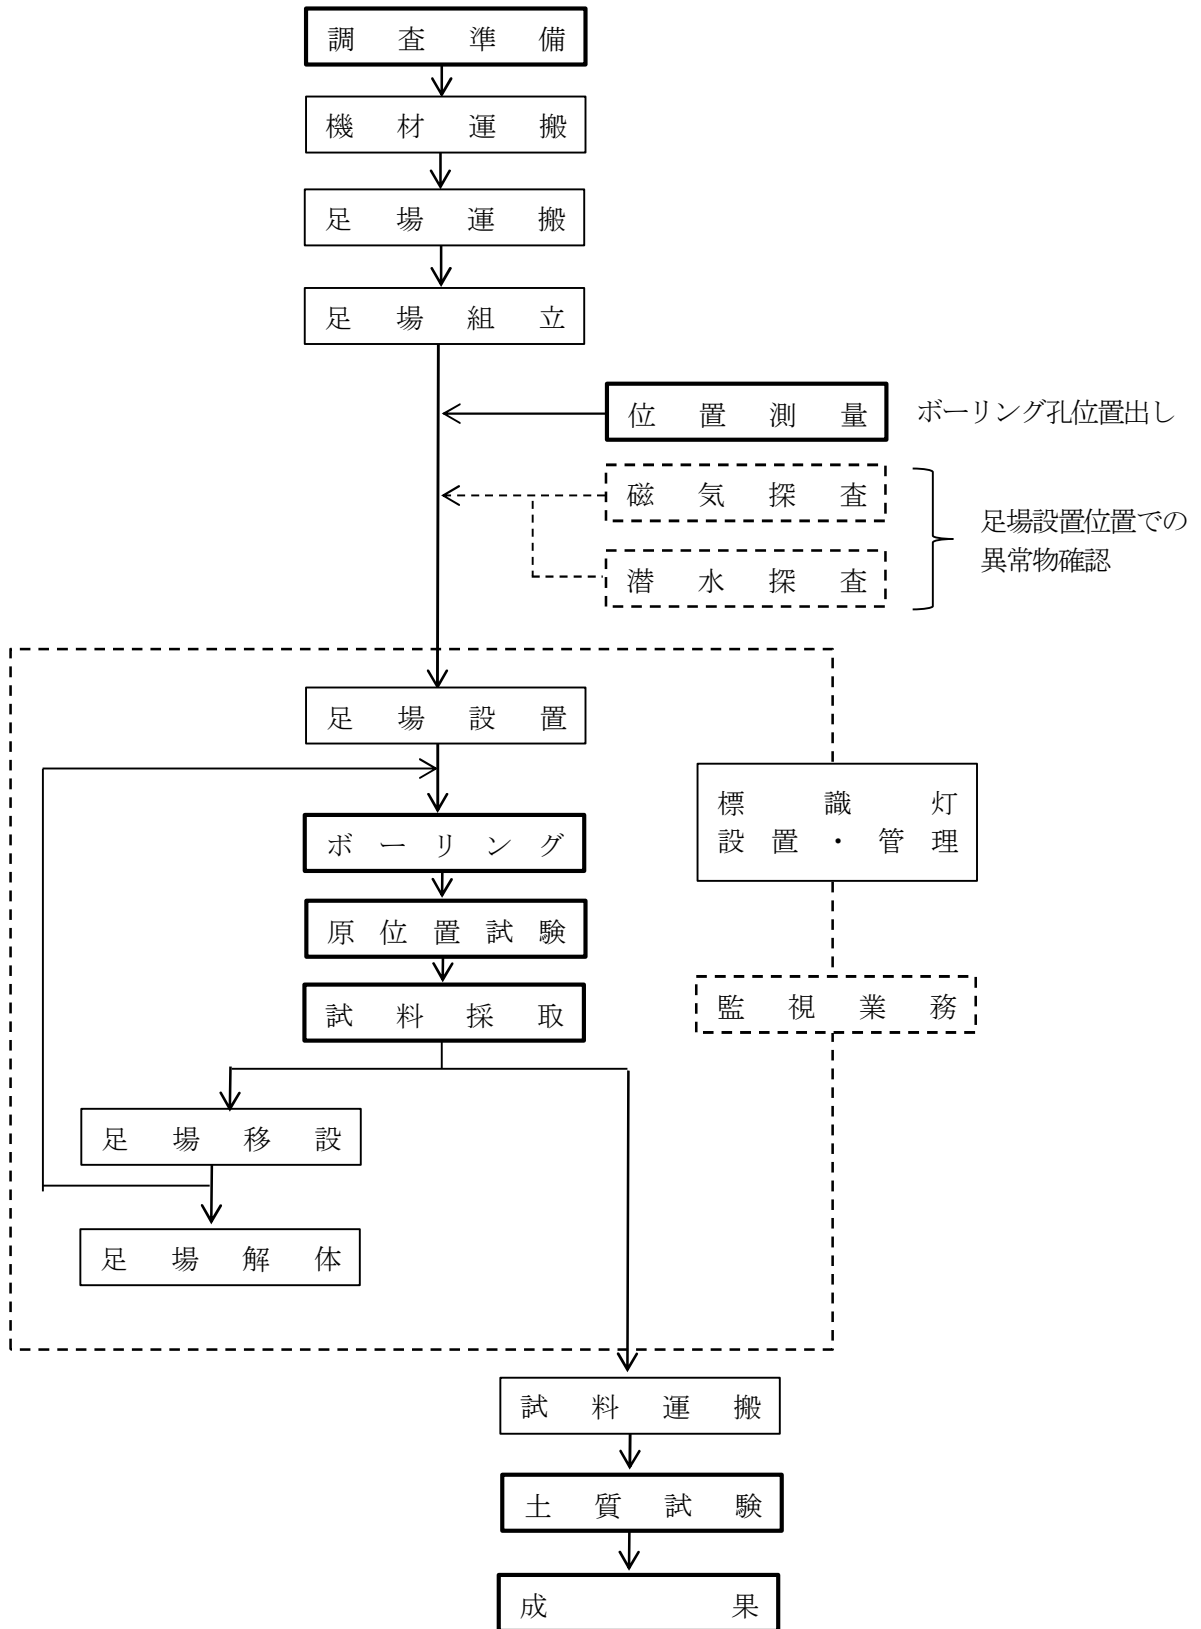 調査準備
機材運搬
足場運搬
足場組立
位置測量
ボーリング孔位置出し
磁気探査
潜水探査
足場設置位置での
異常物確認
足場設置
標識灯
設置・管理
ボーリング
原位置試験
試料採取
監視業務
足場移設
足場解体
試料運搬
土質試験
成果